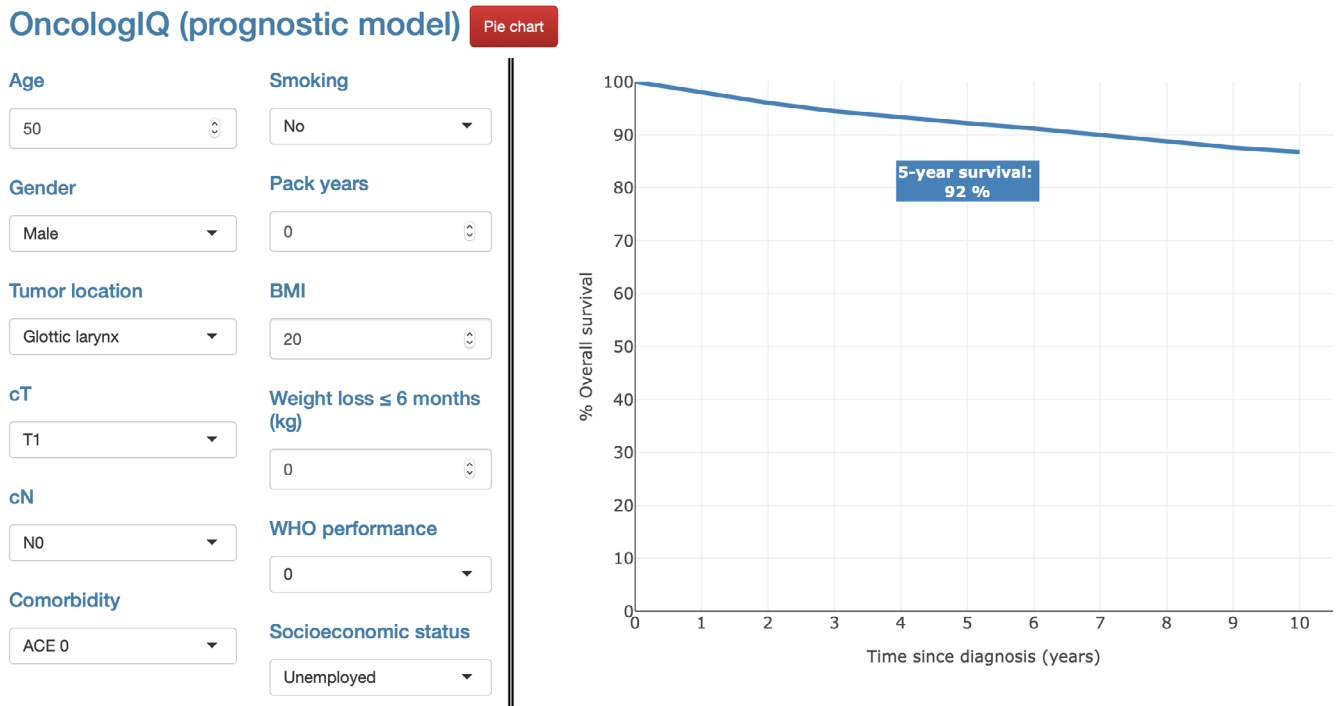 OncologIQ (prognostic model)
Pie chart
Age
50
Gender
Male
Tumor location
Glottic larynx
cT
T1
cN
N0
Comorbidity
ACE 0
Smoking
No
Pack years
0
BMI
20
Weight loss ≤ 6 months
(kg)
0
WHO performance
0
Socioeconomic status
Unemployed
% Overall survival
100
90
80
70
60
50
40
30
20
10
0
5-year survival:
92 %
0 1 2 3 4 5 6 7 8 9 10
Time since diagnosis (years)